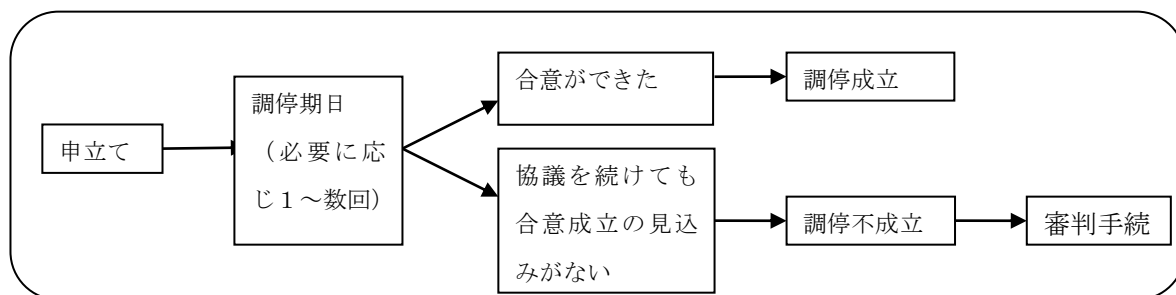 申立て
調停期日
（必要に応
じ１～数回）
合意ができた
調停成立
協議を続けても
合意成立の見込
みがない
調停不成立
審判手続